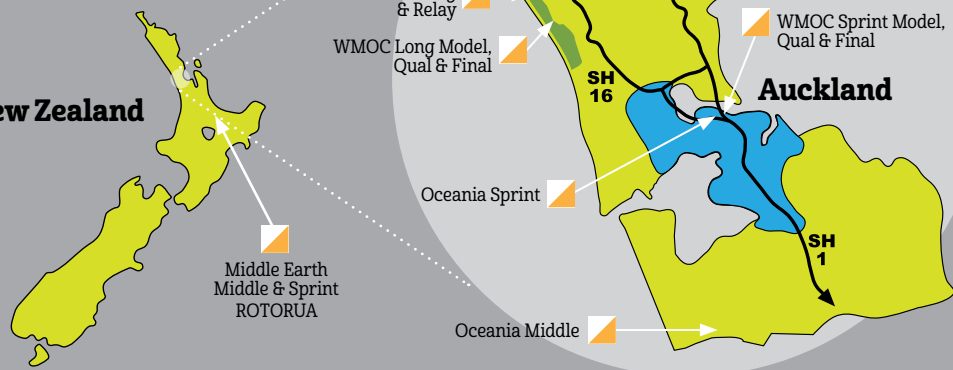 & Relay
WMOC Long Model,
Qual & Final
WMOC Sprint Model,
Qual & Final
SH
16
Auckland
ew Zealand
Oceania Sprint
SH
1
Middle Earth
Middle & Sprint
ROTORUA
Oceania Middle